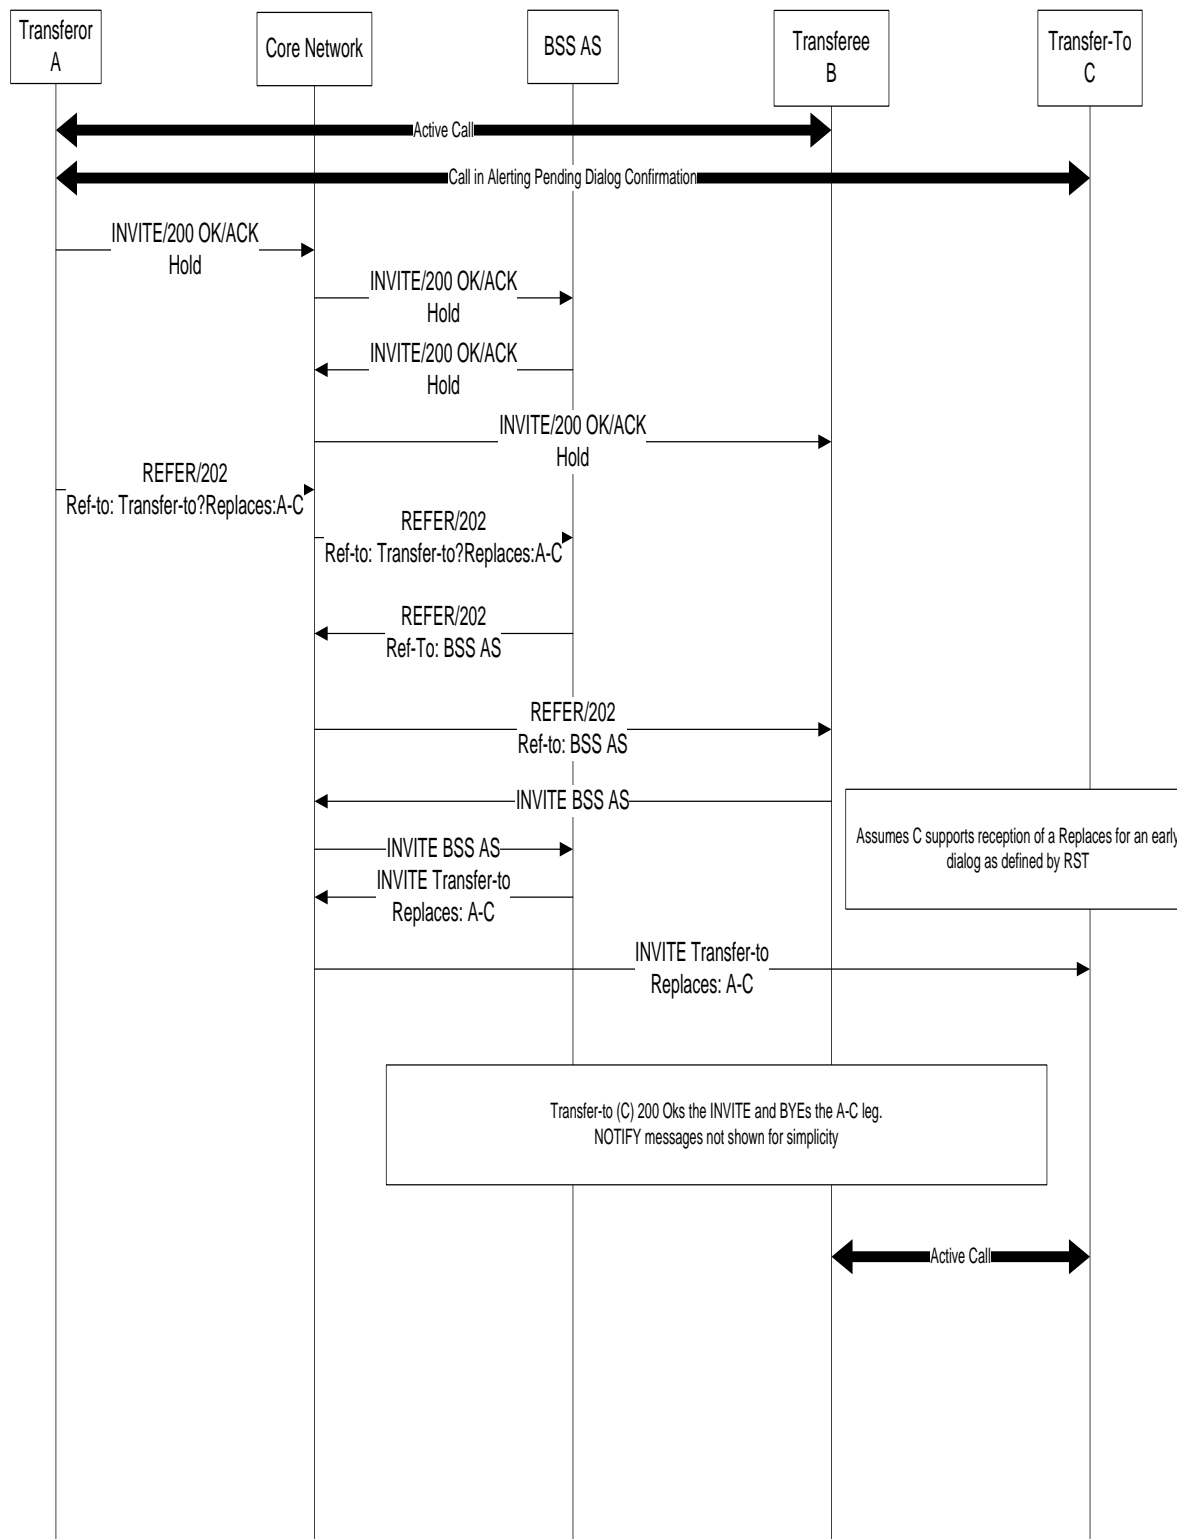 Transferor
A
Core Network
BSS AS
Transferee
B
Transfer-To
C
Active Call
Call in Alerting Pending Dialog Confirmation
INVITE/200 OK/ACK
Hold
INVITE/200 OK/ACK
Hold
INVITE/200 OK/ACK
Hold
INVITE/200 OK/ACK
Hold
REFER/202
Ref-to: Transfer-to?Replaces:A-C
REFER/202
Ref-to: Transfer-to?Replaces:A-C
REFER/202
Ref-To: BSS AS
REFER/202
Ref-to: BSS AS
INVITE BSS AS
Assumes C supports reception of a Replaces for an early
dialog as defined by RST
INVITE BSS AS
INVITE Transfer-to
Replaces: A-C
INVITE Transfer-to
Replaces: A-C
Transfer-to (C) 200 Oks the INVITE and BYEs the A-C leg.
NOTIFY messages not shown for simplicity
Active Call